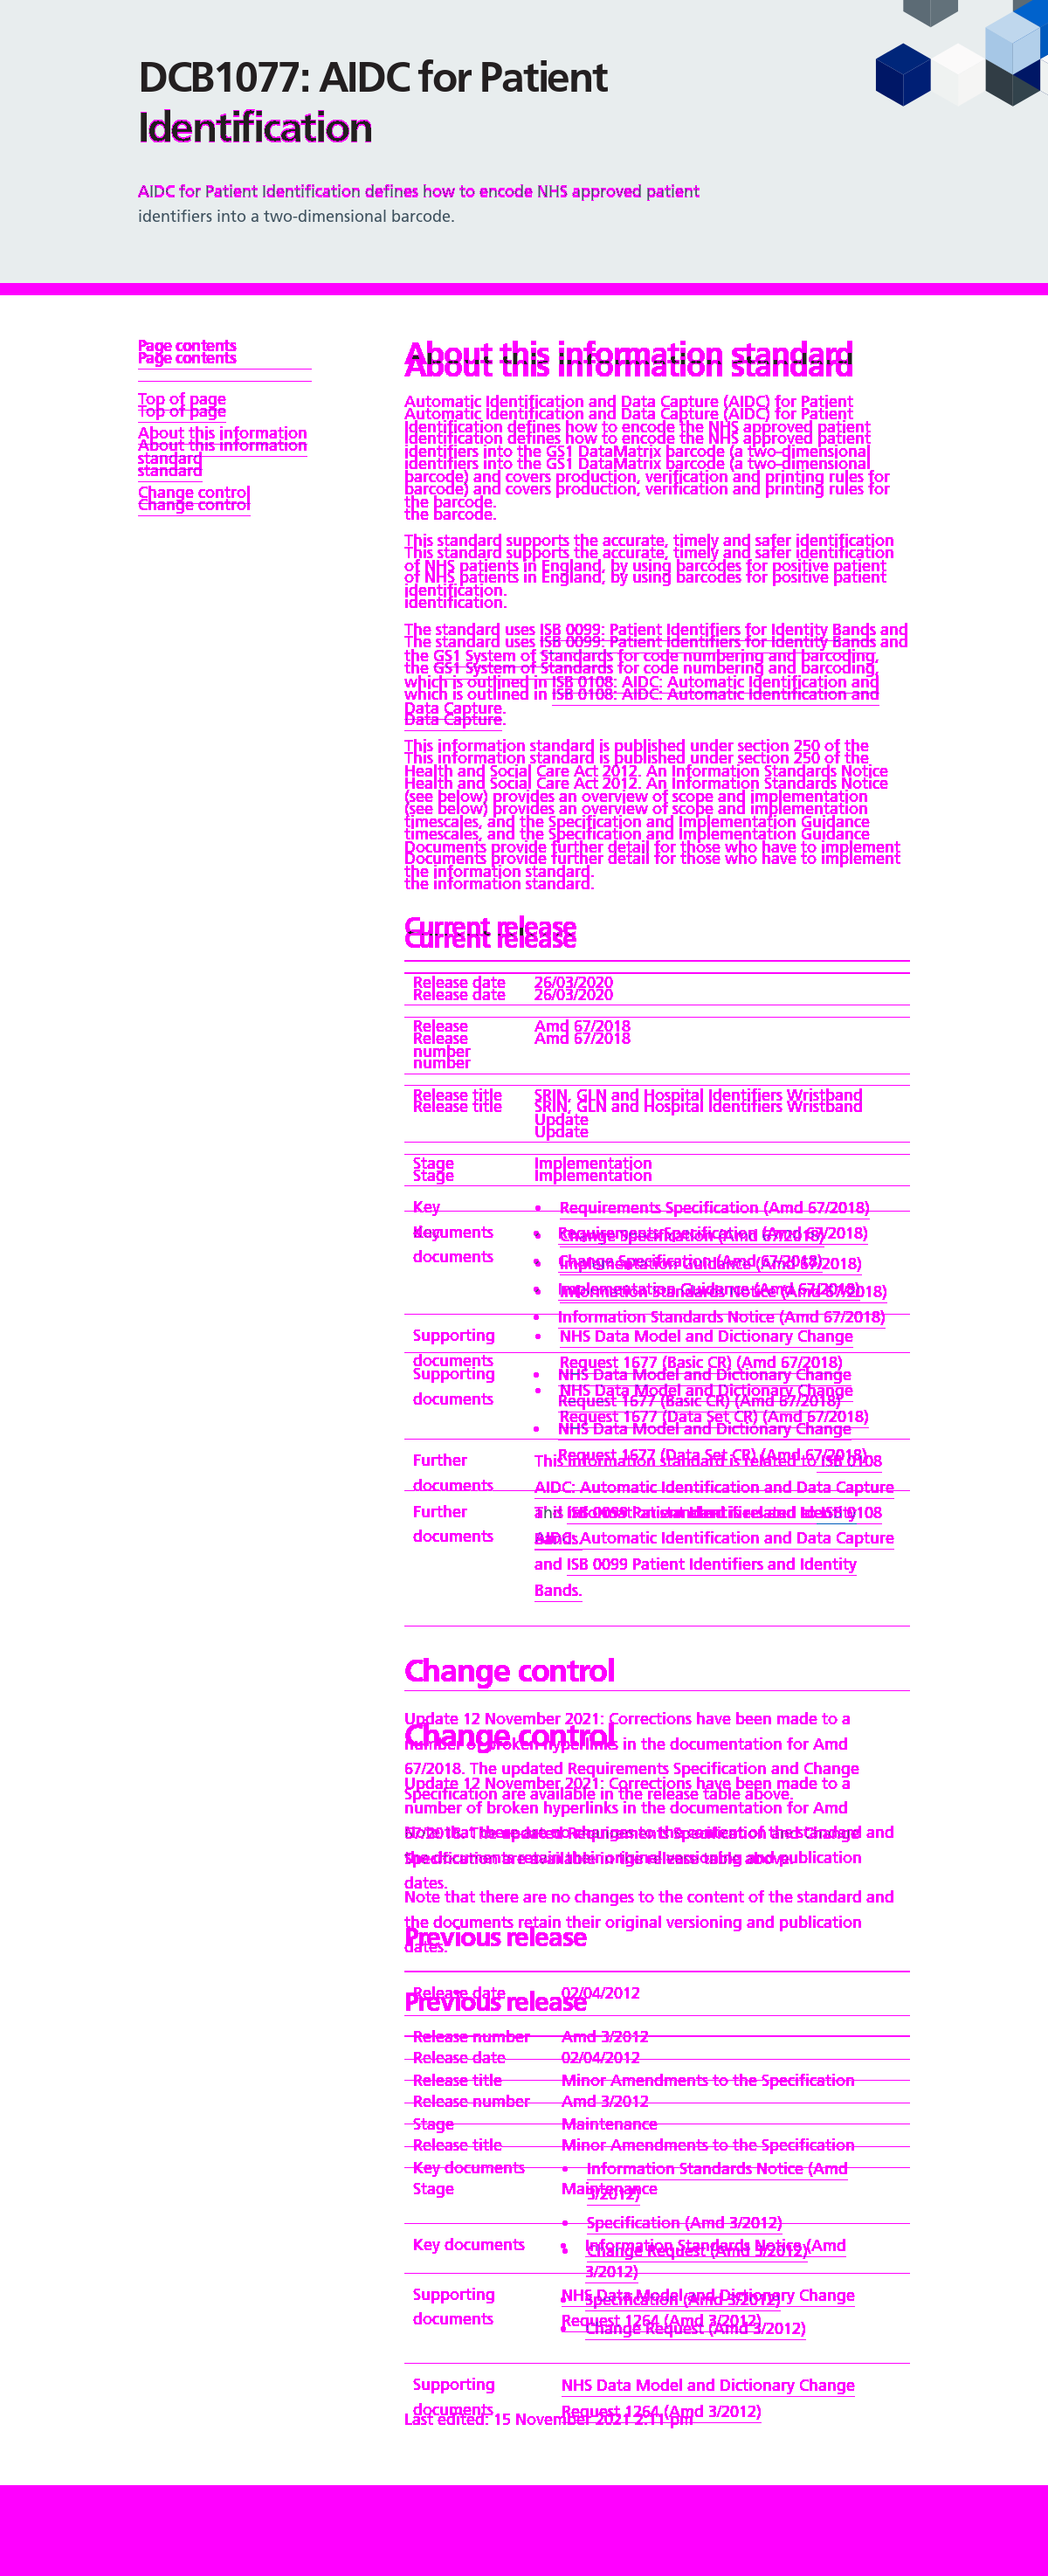 DCB1077: AIDC for Patient
Identification
AIDC for Patient Identification defines how to encode NHS approved patient
identifiers into a two-dimensional barcode.
Page contents
Top of page
About this information
standard
Change control
About this information standard
Automatic Identification and Data Capture (AIDC) for Patient
Identification defines how to encode the NHS approved patient
identifiers into the GS1 DataMatrix barcode (a two-dimensional
barcode) and covers production, verification and printing rules for
the barcode.
This standard supports the accurate, timely and safer identification
of NHS patients in England, by using barcodes for positive patient
identification.
The standard uses ISB 0099: Patient Identifiers for Identity Bands and
the GS1 System of Standards for code numbering and barcoding,
which is outlined in ISB 0108: AIDC: Automatic Identification and
Data Capture.
This information standard is published under section 250 of the
Health and Social Care Act 2012. An Information Standards Notice
(see below) provides an overview of scope and implementation
timescales, and the Specification and Implementation Guidance
Documents provide further detail for those who have to implement
the information standard.
Current release
Release date 26/03/2020
Release number Amd 67/2018
Release title SRIN, GLN and Hospital Identifiers Wristband
Update
Stage Implementation
Key documents
• Requirements Specification (Amd 67/2018)
• Change Specification (Amd 67/2018)
• Implementation Guidance (Amd 67/2018)
• Information Standards Notice (Amd 67/2018)
Supporting documents
• NHS Data Model and Dictionary Change
Request 1677 (Basic CR) (Amd 67/2018)
• NHS Data Model and Dictionary Change
Request 1677 (Data Set CR) (Amd 67/2018)
Further documents
This information standard is related to ISB 0108
AIDC: Automatic Identification and Data Capture
and ISB 0099 Patient Identifiers and Identity
Bands.
Change control
Update 12 November 2021: Corrections have been made to a
number of broken hyperlinks in the documentation for Amd
67/2018. The updated Requirements Specification and Change
Specification are available in the release table above.
Note that there are no changes to the content of the standard and
the documents retain their original versioning and publication
dates.
Previous release
Release date 02/04/2012
Release number Amd 3/2012
Release title Minor Amendments to the Specification
Stage Maintenance
Key documents
• Information Standards Notice (Amd
3/2012)
• Specification (Amd 3/2012)
• Change Request (Amd 3/2012)
Supporting documents
NHS Data Model and Dictionary Change
Request 1264 (Amd 3/2012)
Last edited: 15 November 2021 2:11 pm